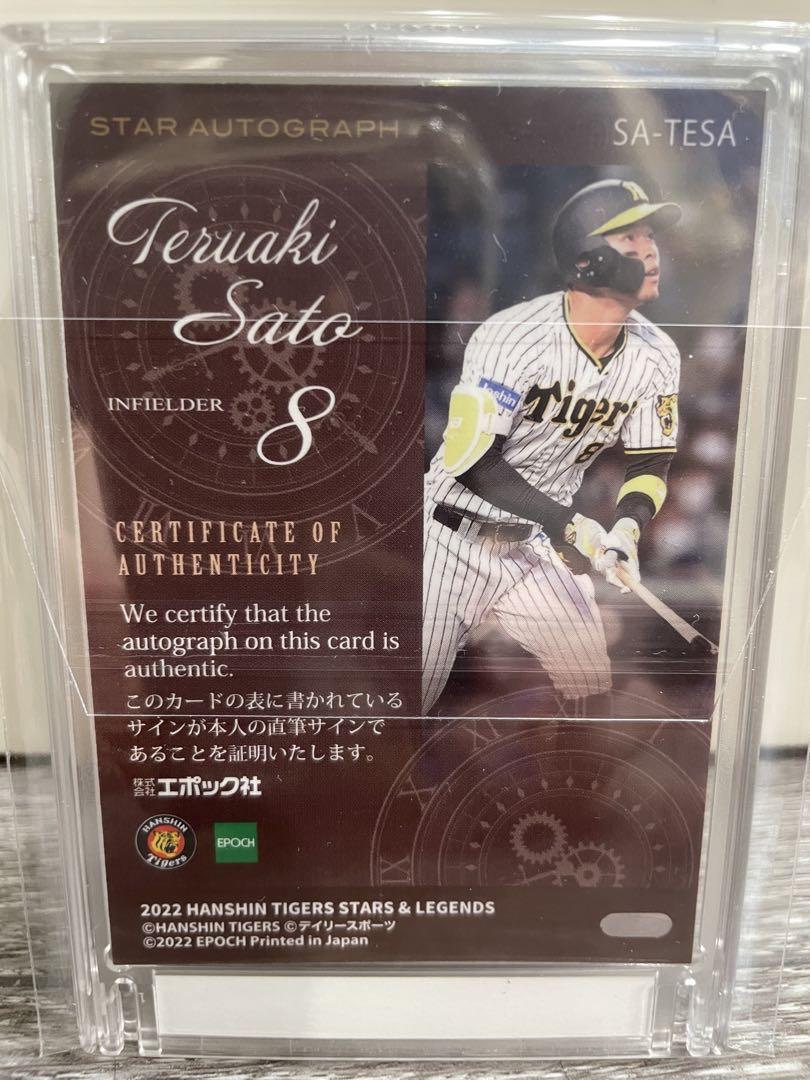 STAR AUTOGRAPH
SA-TESA
Teruaki
Sato
INFIELDER 8
Joshin
Tigers
8
CERTIFICATE OF
AUTHENTICITY
We certify that the
autograph on this card is
authentic.
このカードの表に書かれている
サインが本人の直筆サインで
あることを証明いたします。
株式会社エポック社
HANSHIN
Tigers
EPOCH
2022 HANSHIN TIGERS STARS & LEGENDS
©HANSHIN TIGERS ©デイリースポーツ
©2022 EPOCH Printed in Japan